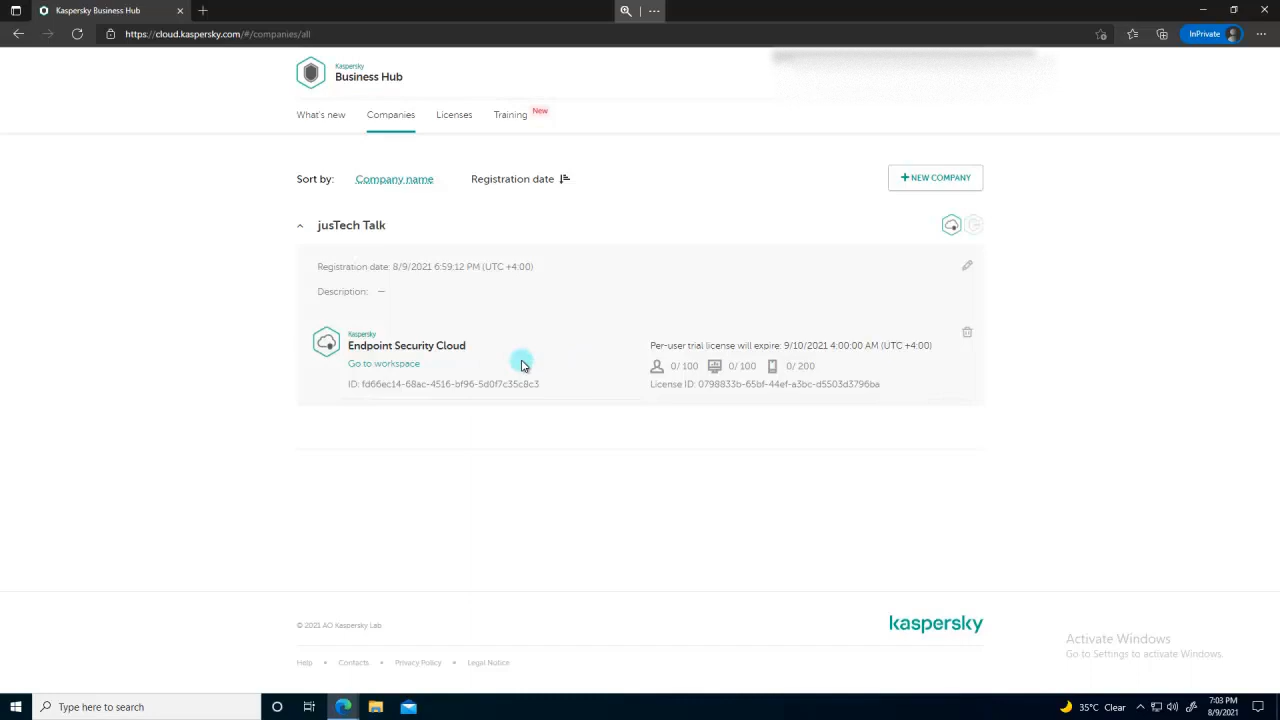 Kaspersky Business Hub
https://cloud.kaspersky.com/#/companies/all
InPrivate
Kaspersky
Business Hub
What's new
Companies
Licenses
Training
New
Sort by:
Company name
Registration date
+ NEW COMPANY
jusTech Talk
Registration date: 8/9/2021 6:59:12 PM (UTC +4:00)
Description: —
Kaspersky
Endpoint Security Cloud
Go to workspace
ID: fd66ec14-68ac-4516-bf96-5d0f7c35c8c3
Per-user trial license will expire: 9/10/2021 4:00:00 AM (UTC +4:00)
0/ 100 0/ 100 0/ 200
License ID: 0798833b-65bf-44ef-a3bc-d5503d3796ba
© 2021 AO Kaspersky Lab
kaspersky
Help • Contacts • Privacy Policy • Legal Notice
Activate Windows
Go to Settings to activate Windows.
Type here to search
35°C Clear
7:03 PM
8/9/2021